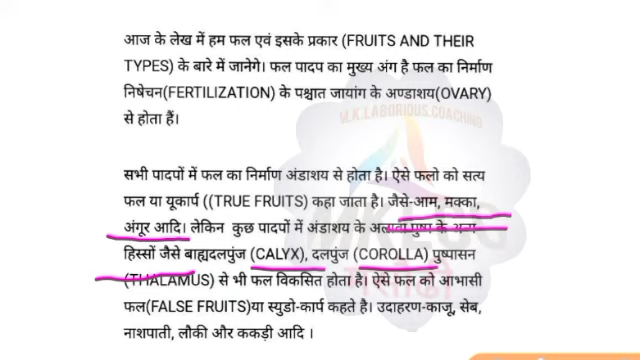 आज के लेख में हम फल एवं इसके प्रकार (FRUITS AND THEIR
TYPES) के बारे में जानेगे। फल पादप का मुख्य अंग है फल का निर्माण
निषेचन(FERTILIZATION) के पश्चात जायांग के अण्डाशय(OVARY)
से होता हैं।
M.K.LABORIOUS.COACHING
सभी पादपों में फल का निर्माण अंडाशय से होता है। ऐसे फलो को सत्य
फल या यूकार्प ((TRUE FRUITS) कहा जाता है। जैसे-आम, मक्का,
अंगूर आदि। लेकिन कुछ पादपों में अंडाशय के अलावा पुष्प के अन्य
हिस्सों जैसे बाह्यदलपुंज (CALYX), दलपुंज (COROLLA) पुष्पासन
(THALAMUS) से भी फल विकसित होता है। ऐसे फल को आभासी
फल(FALSE FRUITS)या स्युडो-कार्प कहते है। उदाहरण-काजू, सेब,
नाशपाती, लौकी और ककड़ी आदि ।